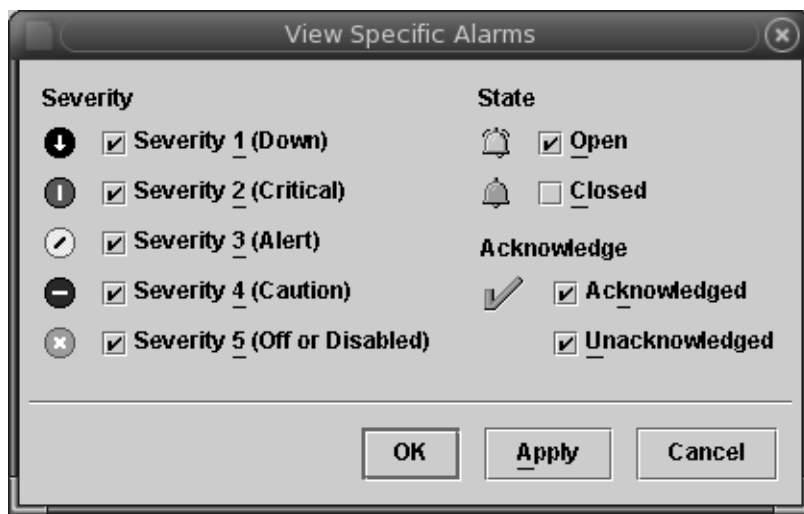 View Specific Alarms
Severity
Severity 1 (Down)
Severity 2 (Critical)
Severity 3 (Alert)
Severity 4 (Caution)
Severity 5 (Off or Disabled)
State
Open
Closed
Acknowledge
Acknowledged
Unacknowledged
OK
Apply
Cancel